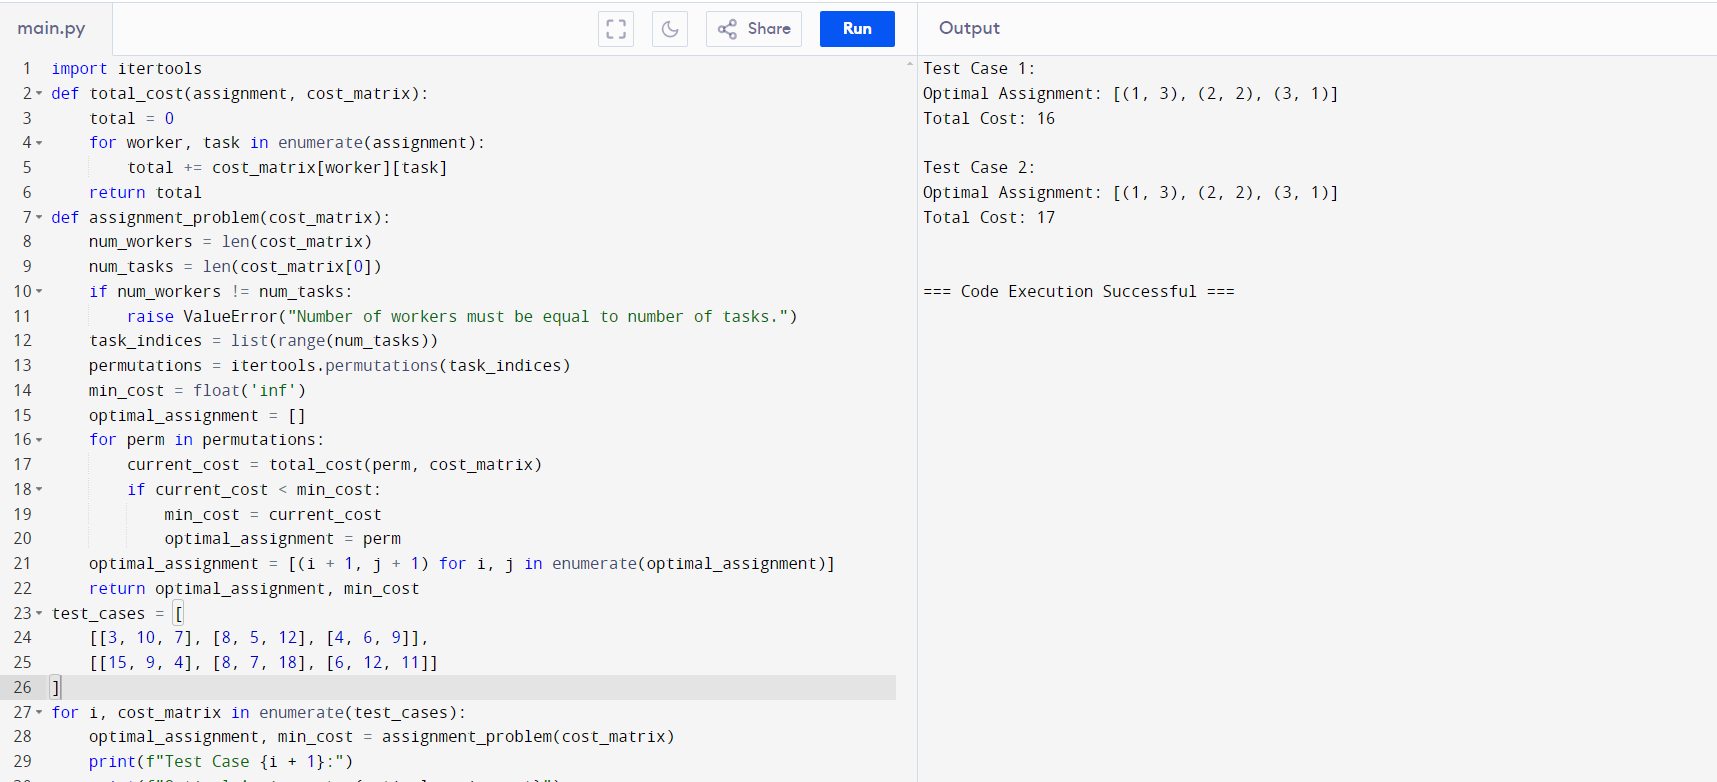 main.py
Share
Run
Output
1 import itertools
2 def total_cost(assignment, cost_matrix):
3     total = 0
4     for worker, task in enumerate(assignment):
5         total += cost_matrix[worker][task]
6     return total
7 def assignment_problem(cost_matrix):
8     num_workers = len(cost_matrix)
9     num_tasks = len(cost_matrix[0])
10     if num_workers != num_tasks:
11         raise ValueError("Number of workers must be equal to number of tasks.")
12     task_indices = list(range(num_tasks))
13     permutations = itertools.permutations(task_indices)
14     min_cost = float('inf')
15     optimal_assignment = []
16     for perm in permutations:
17         current_cost = total_cost(perm, cost_matrix)
18         if current_cost < min_cost:
19             min_cost = current_cost
20             optimal_assignment = perm
21     optimal_assignment = [(i + 1, j + 1) for i, j in enumerate(optimal_assignment)]
22     return optimal_assignment, min_cost
23 test_cases = [
24     [[3, 10, 7], [8, 5, 12], [4, 6, 9]],
25     [[15, 9, 4], [8, 7, 18], [6, 12, 11]]
26 ]
27 for i, cost_matrix in enumerate(test_cases):
28     optimal_assignment, min_cost = assignment_problem(cost_matrix)
29     print(f"Test Case {i + 1}:")
Test Case 1:
Optimal Assignment: [(1, 3), (2, 2), (3, 1)]
Total Cost: 16
Test Case 2:
Optimal Assignment: [(1, 3), (2, 2), (3, 1)]
Total Cost: 17
=== Code Execution Successful ===